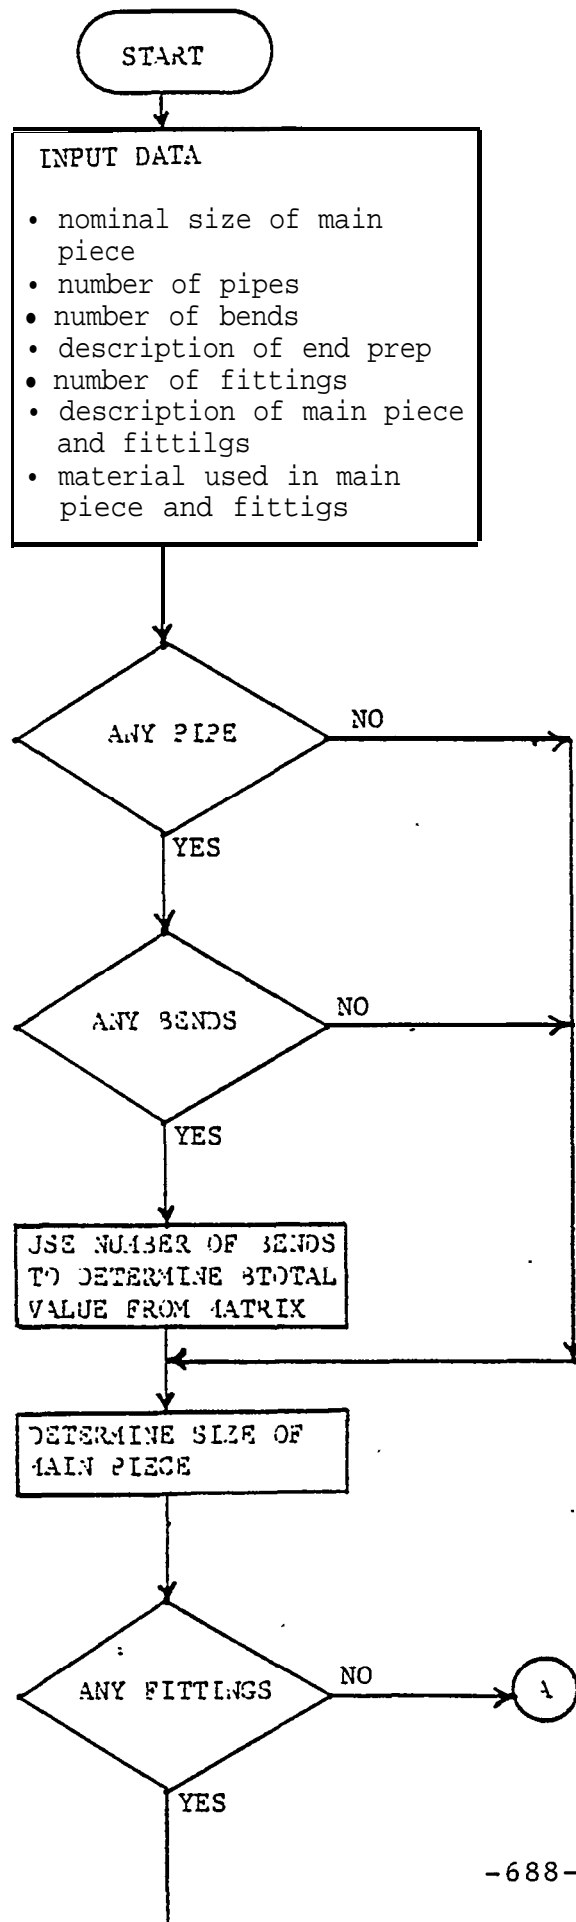 START
INPUT DATA
• nominal size of main
piece
• number of pipes
• number of bends
• description of end prep
• number of fittings
• description of main piece
and fittilgs
• material used in main
piece and fittigs
ANY PIPE
NO
YES
ANY BENDS
NO
YES
USE NUMBER OF BENDS
TO DETERMINE BTOTAL
VALUE FROM MATRIX
DETERMINE SIZE OF
MAIN PIECE
ANY FITTINGS
NO
A
YES
-688-